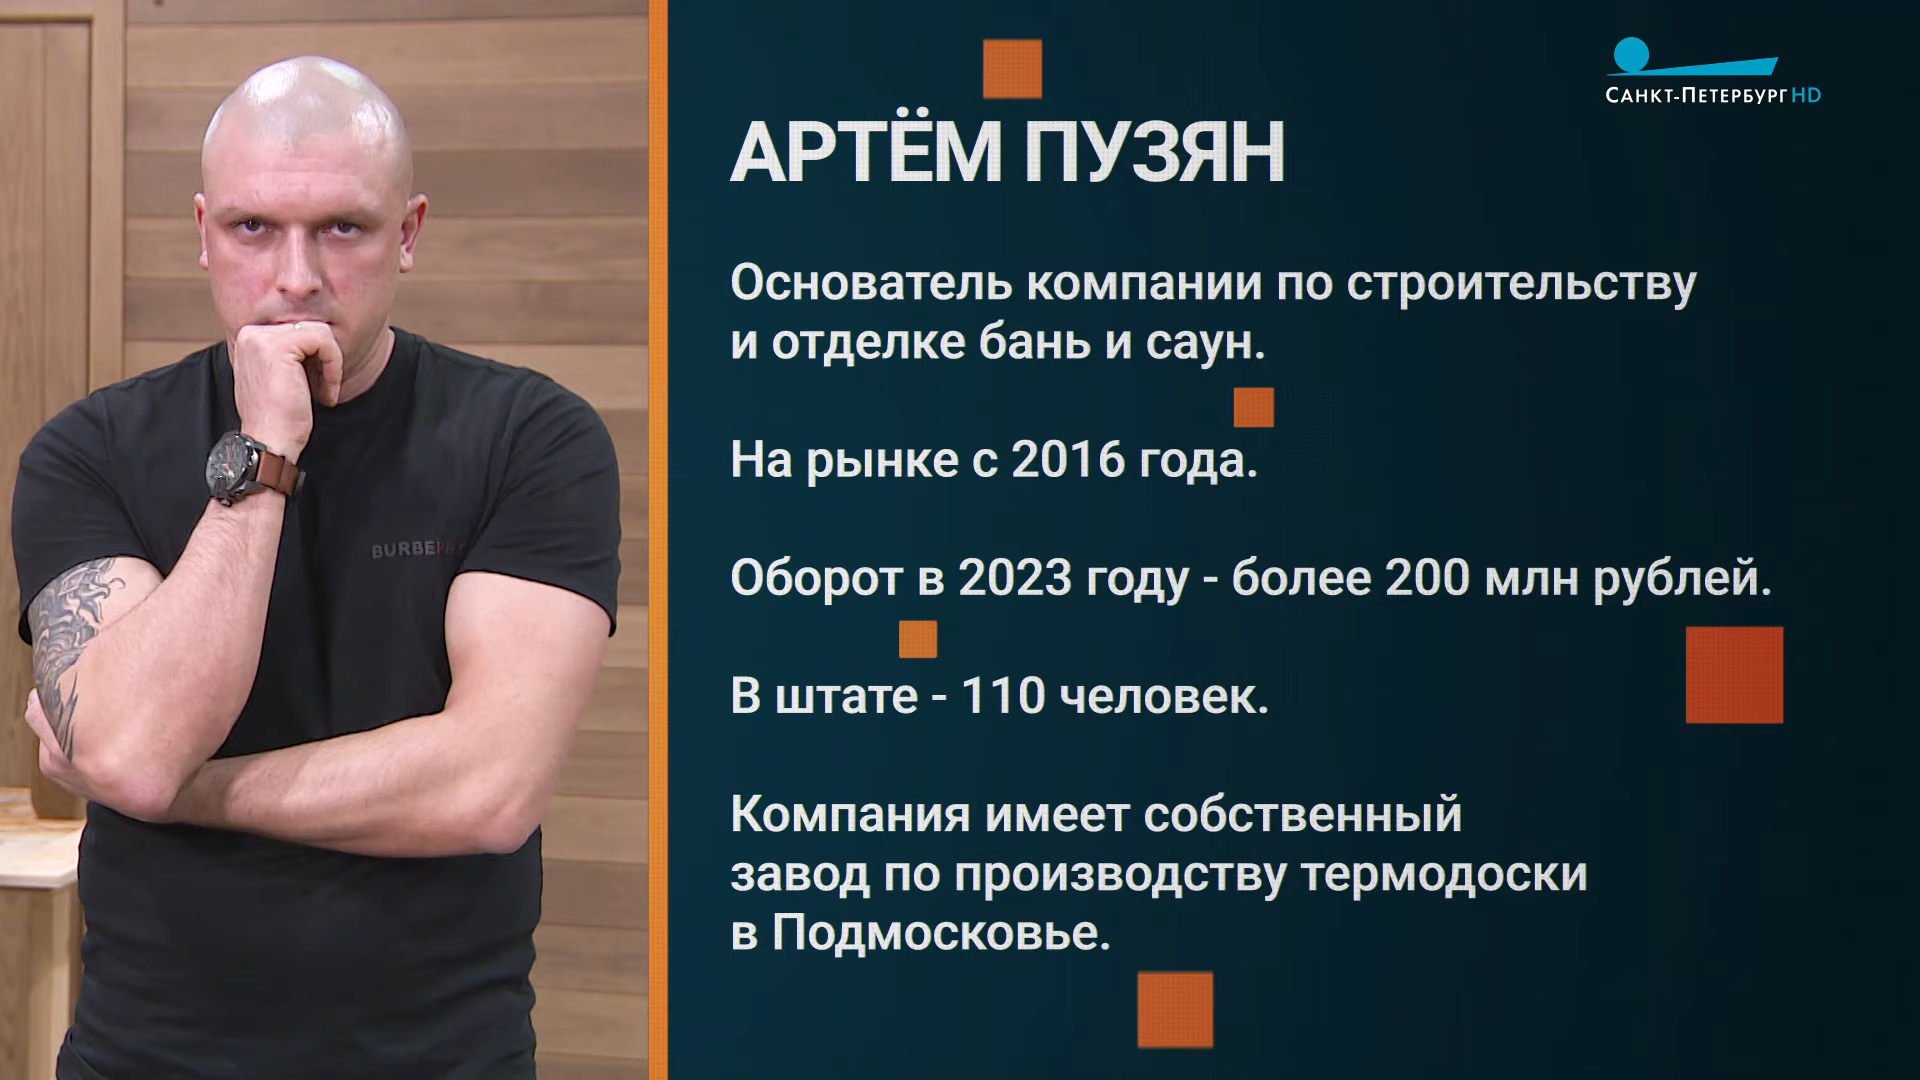 САНКТ-ПЕТЕРБУРГ HD
АРТЁМ ПУЗЯН
Основатель компании по строительству
и отделке бань и саун.
На рынке с 2016 года.
Оборот в 2023 году - более 200 млн рублей.
В штате - 110 человек.
Компания имеет собственный
завод по производству термодоски
в Подмосковье.